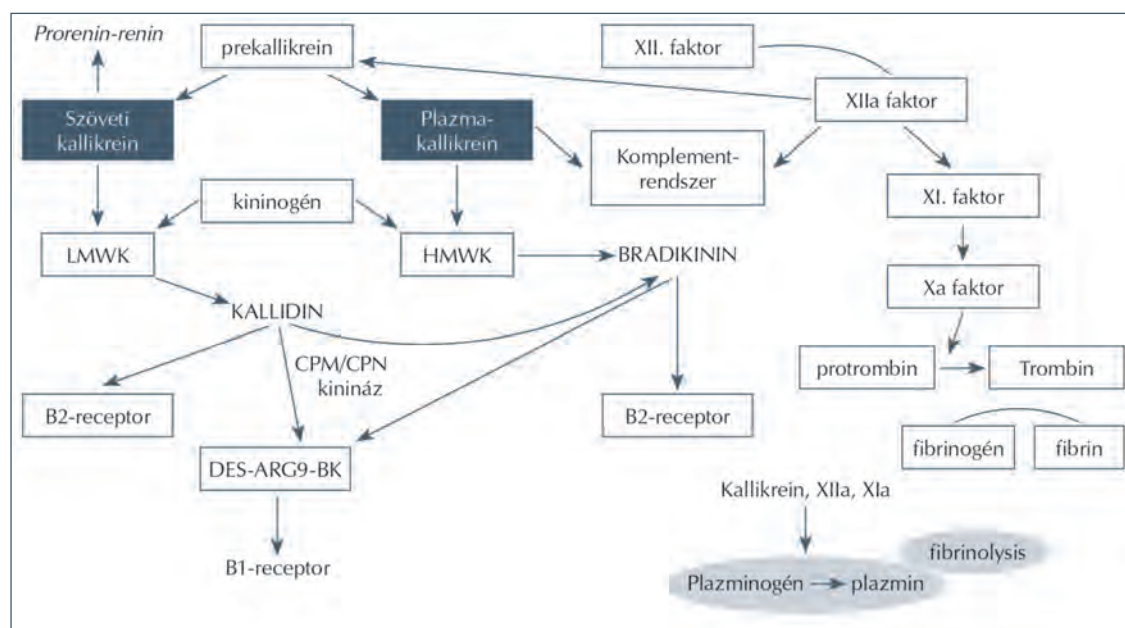 Prorenin-renin
prekallikrein
XII. faktor
XIIa faktor
Szöveti
kallikrein
Plazma-
kallikrein
Komplement-
rendszer
kininogén
XI. faktor
LMWK
HMWK
BRADIKININ
Xa faktor
KALLIDIN
CPM/CPN
kinináz
protrombin
Trombin
B2-receptor
B2-receptor
fibrinogén
fibrin
DES-ARG9-BK
Kallikrein, XIIa, XIa
fibrinolysis
B1-receptor
Plazminogén
plazmin